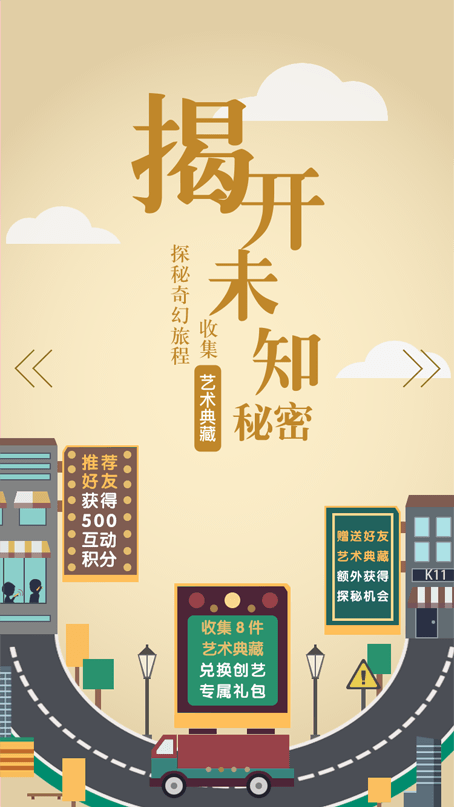 揭开未知秘密
探秘奇幻旅程
收集艺术典藏
推荐
好友
获得
500
互动
积分
赠送好友
艺术典藏
额外获得
探秘机会
K11
收集8件
艺术典藏
兑换创艺
专属礼包